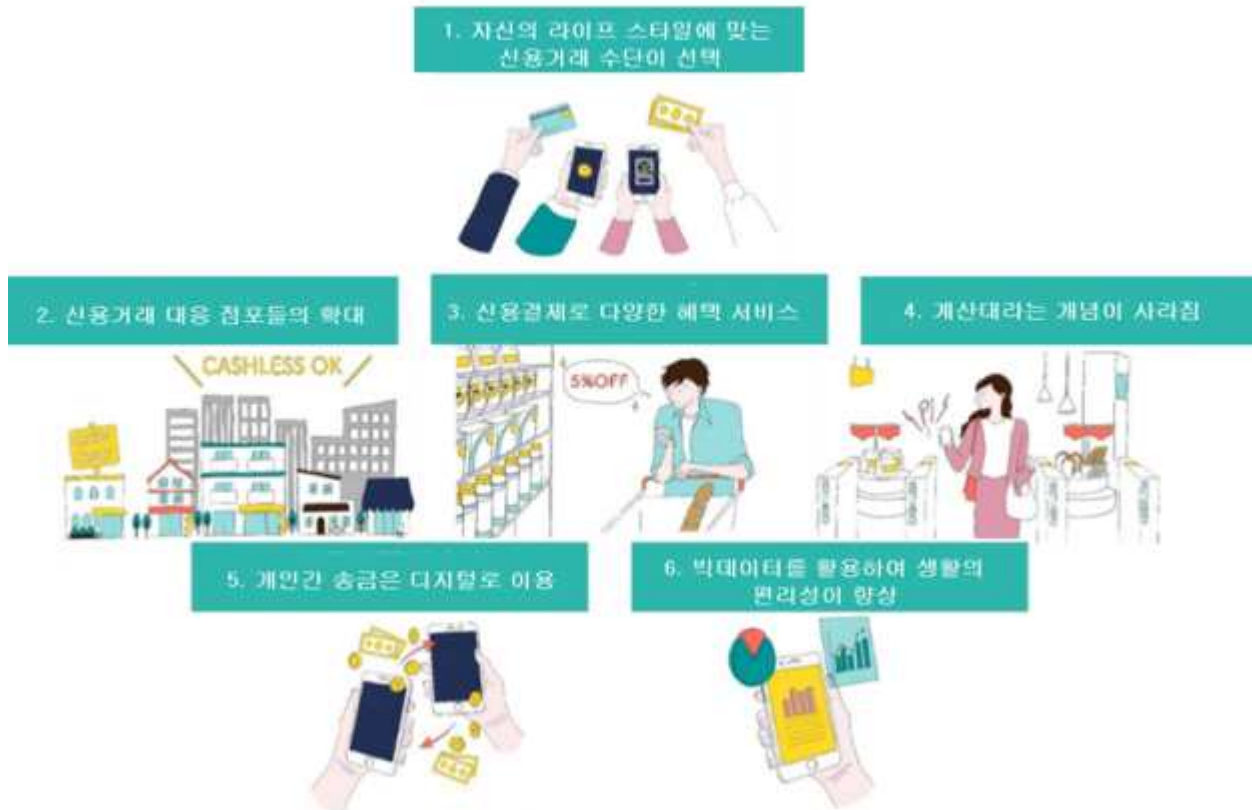 1. 자신의 라이프 스타일에 맞는
신용거래 수단이 선택
2. 신용거래 대응 점포들의 확대
3. 신용결제로 다양한 혜택 서비스
4. 계산대라는 개념이 사라짐
CASHLESS OK
5%OFF
Pi
5. 개인간 송금은 디지털로 이용
6. 빅데이터를 활용하여 생활의
편리성이 향상